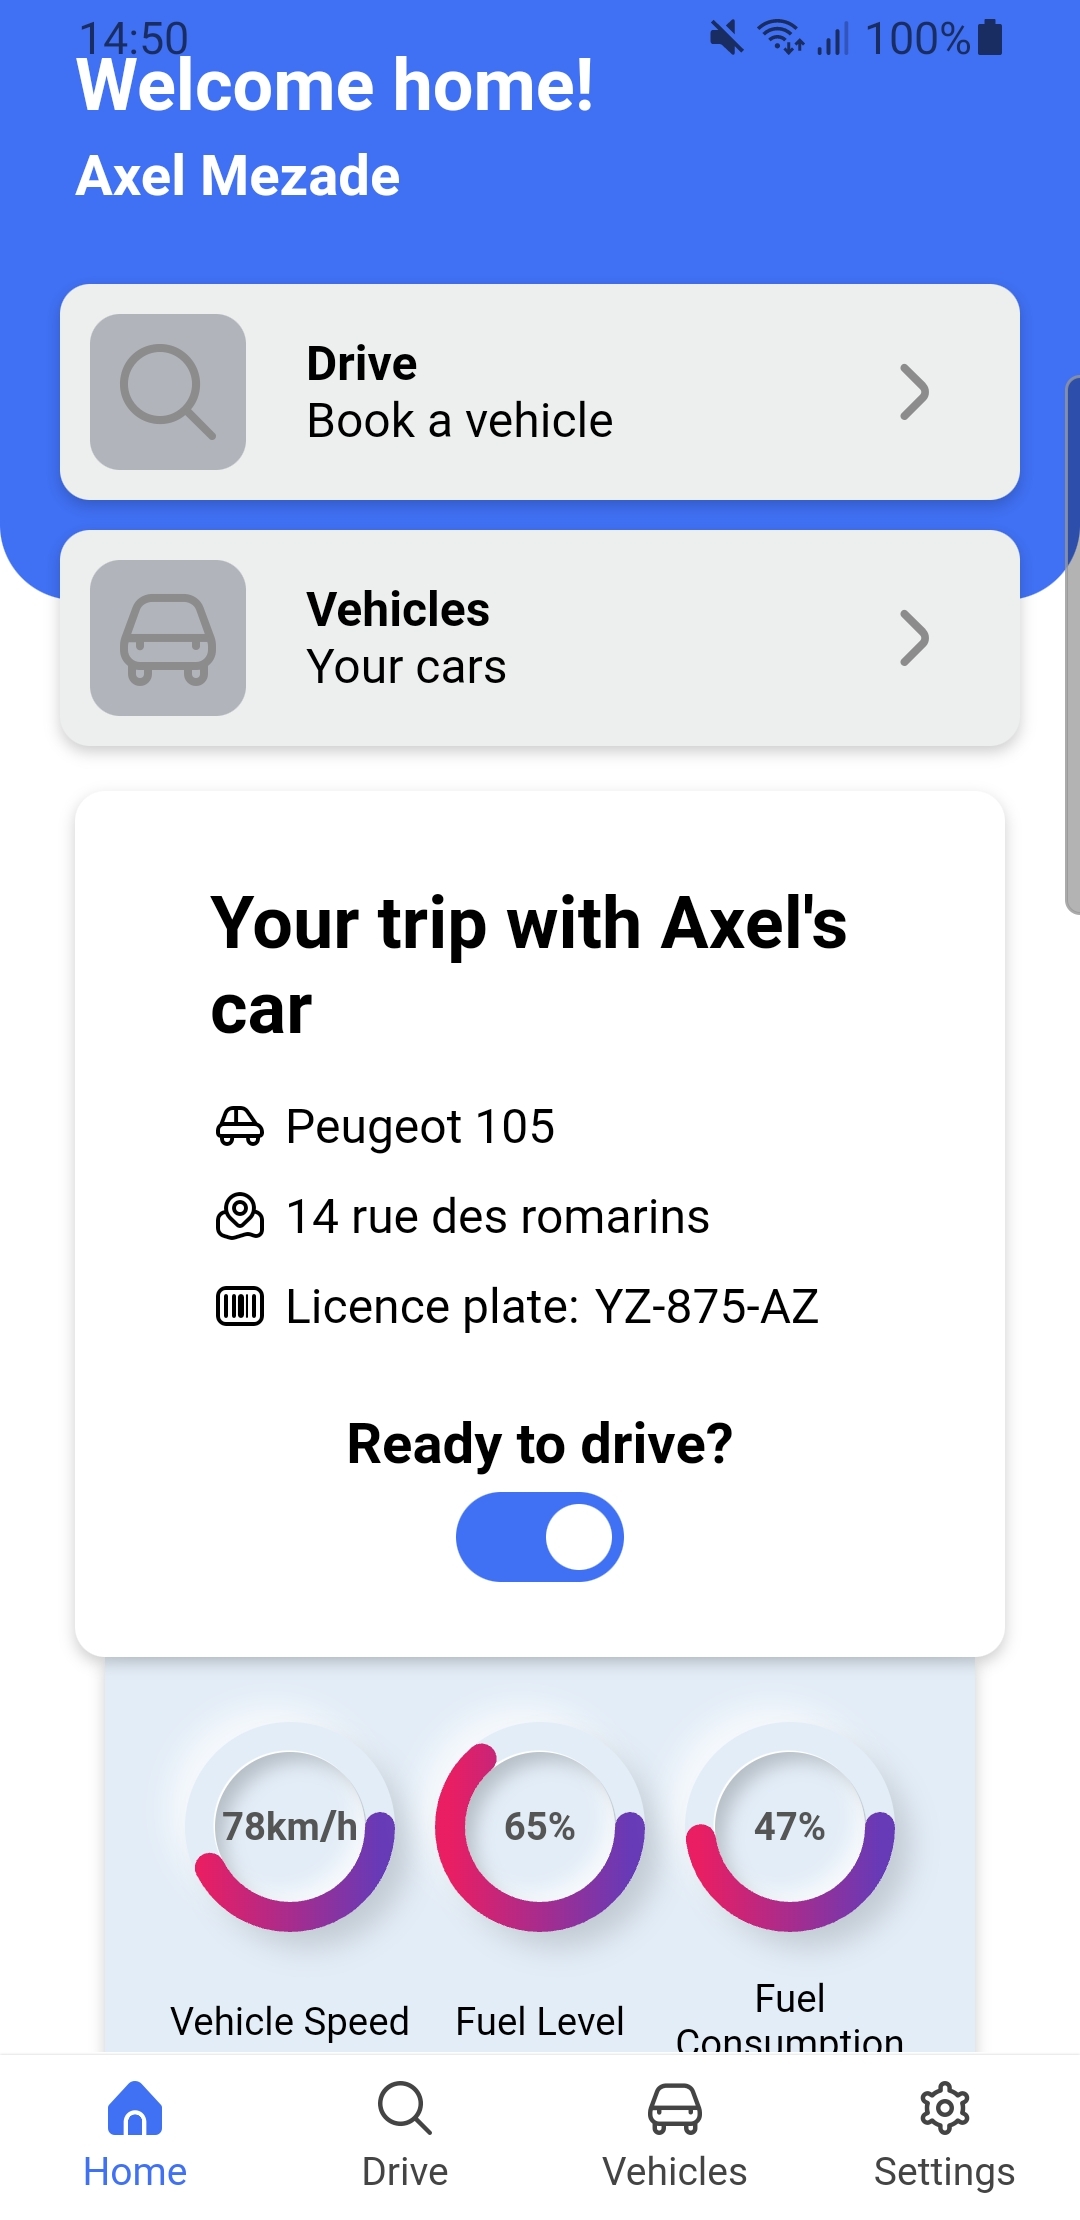 14:50
100%
Welcome home!
Axel Mezade
Drive
Book a vehicle
Vehicles
Your cars
Your trip with Axel's
car
Peugeot 105
14 rue des romarins
Licence plate: YZ-875-AZ
Ready to drive?
78km/h
65%
47%
Vehicle Speed
Fuel Level
Fuel
Consumption
Home
Drive
Vehicles
Settings